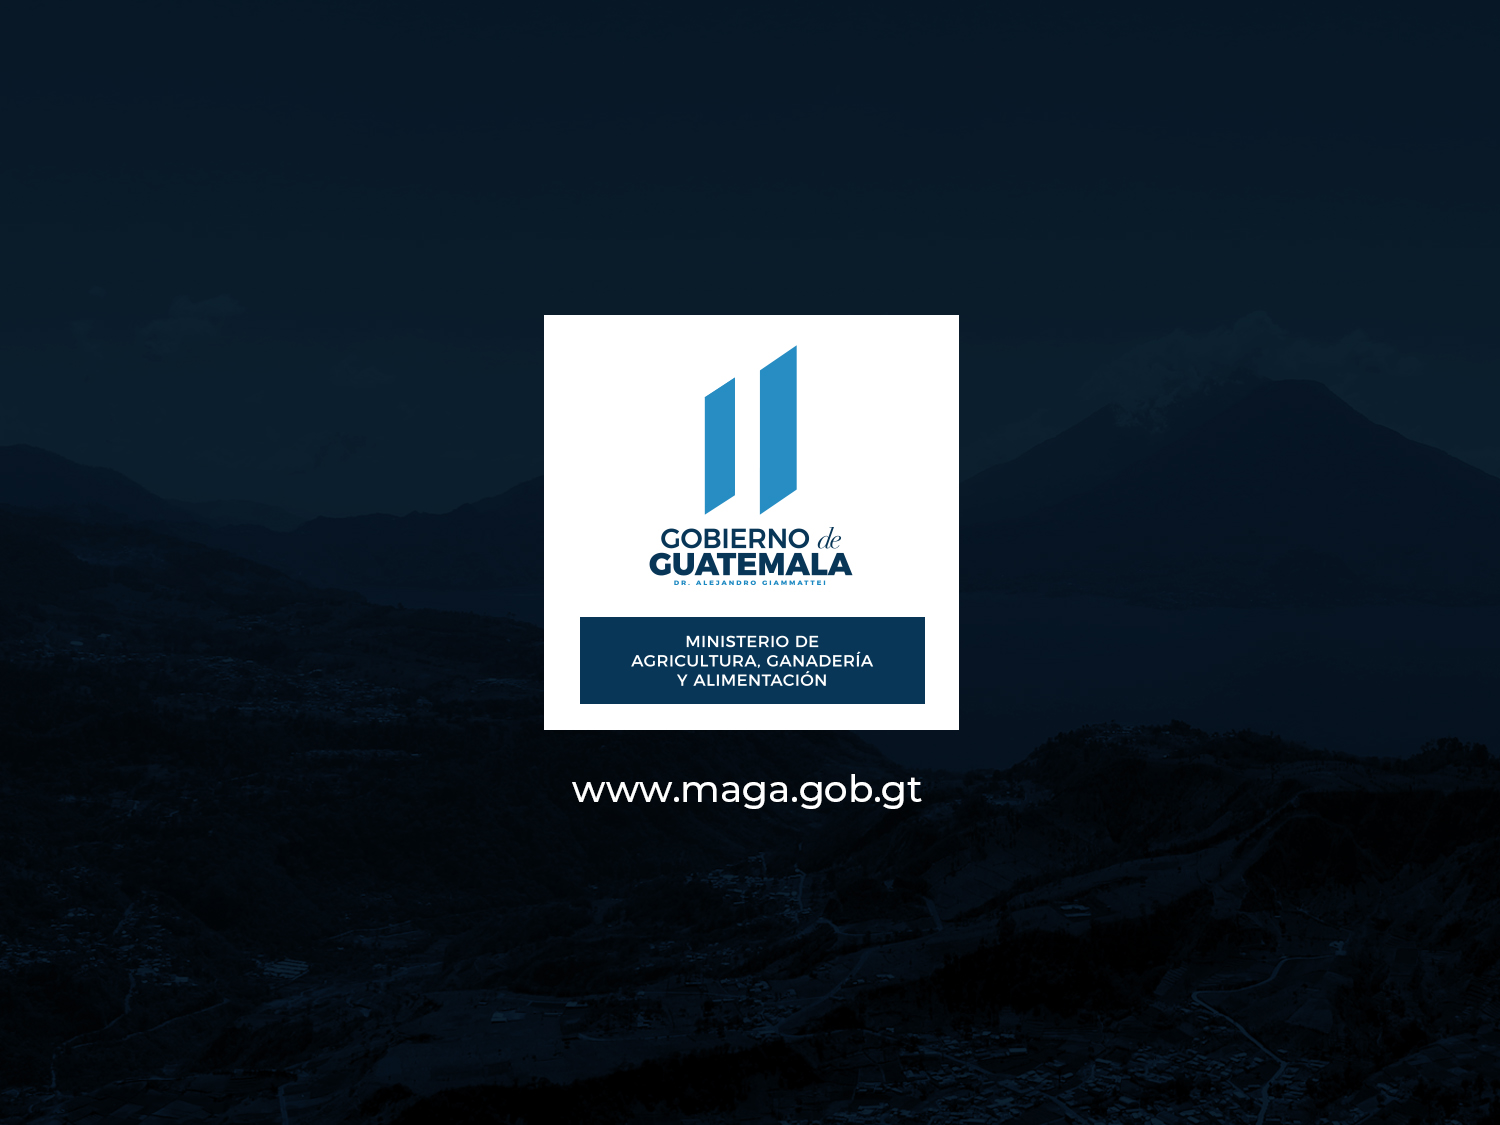 GOBIERNO de
GUATEMALA
DR. ALEJANDRO GIAMMATTEI
MINISTERIO DE
AGRICULTURA, GANADERÍA
Y ALIMENTACIÓN
www.maga.gob.gt